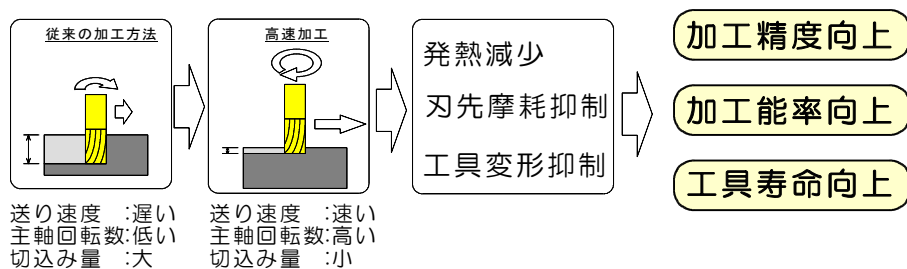 従来の加工方法
送り速度　:遅い
主軸回転数:低い
切込み量　:大
高速加工
送り速度　:速い
主軸回転数:高い
切込み量　:小
発熱減少
刃先摩耗抑制
工具変形抑制
加工精度向上
加工能率向上
工具寿命向上